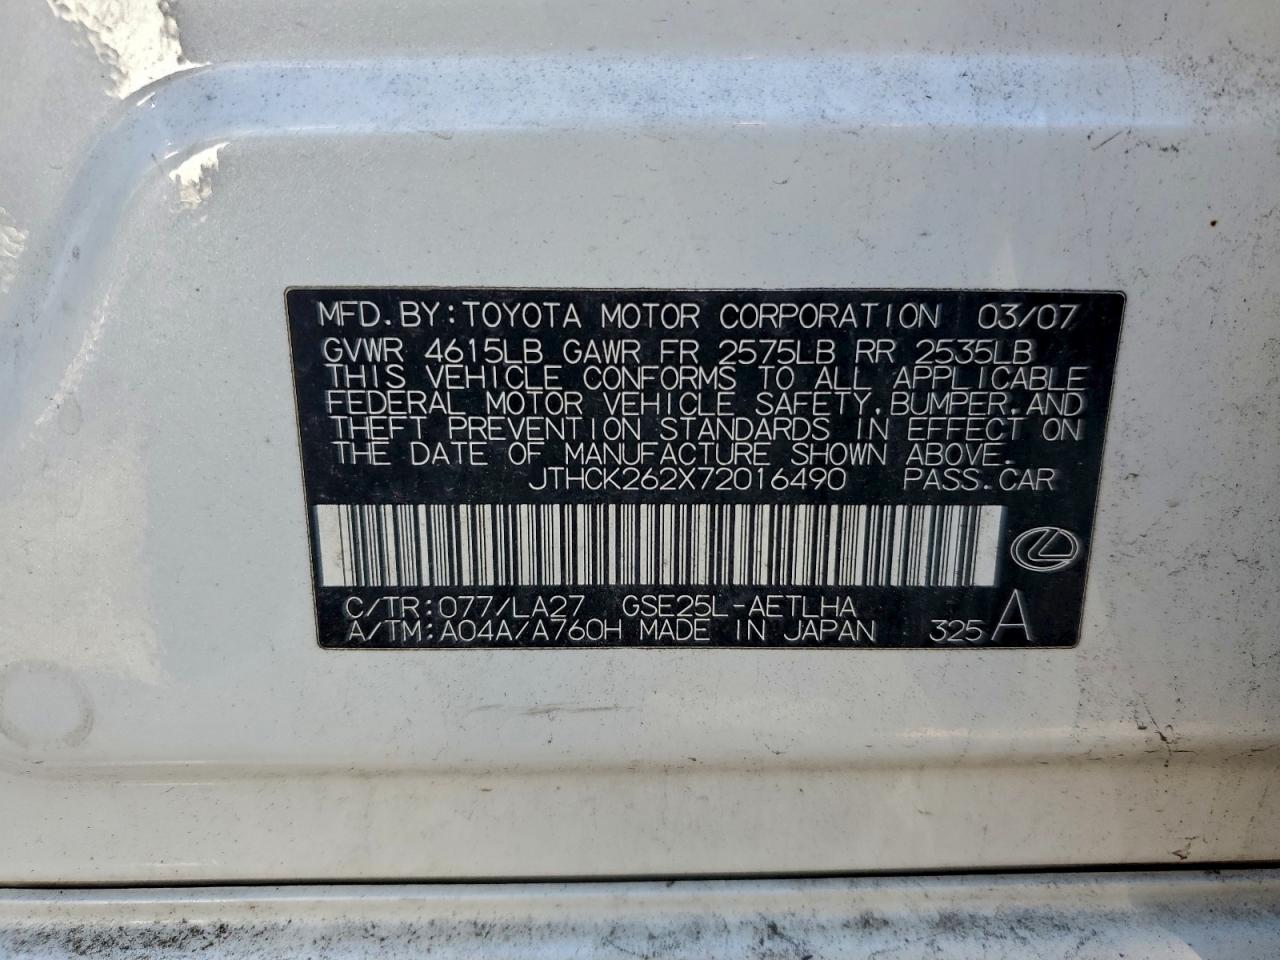 MFD. BY: TOYOTA MOTOR CORPORATION 03/07
GVWR 4615LB GAWR FR 2575LB RR 2535LB
THIS VEHICLE CONFORMS TO ALL APPLICABLE
FEDERAL MOTOR VEHICLE SAFETY, BUMPER, AND
THEFT PREVENTION STANDARDS IN EFFECT ON
THE DATE OF MANUFACTURE SHOWN ABOVE.
JTHCK262X72016490 PASS. CAR
C/TR: 077/LA27 GSE25L-AETLHA
A/TM: A04A/A760H MADE IN JAPAN 325 A